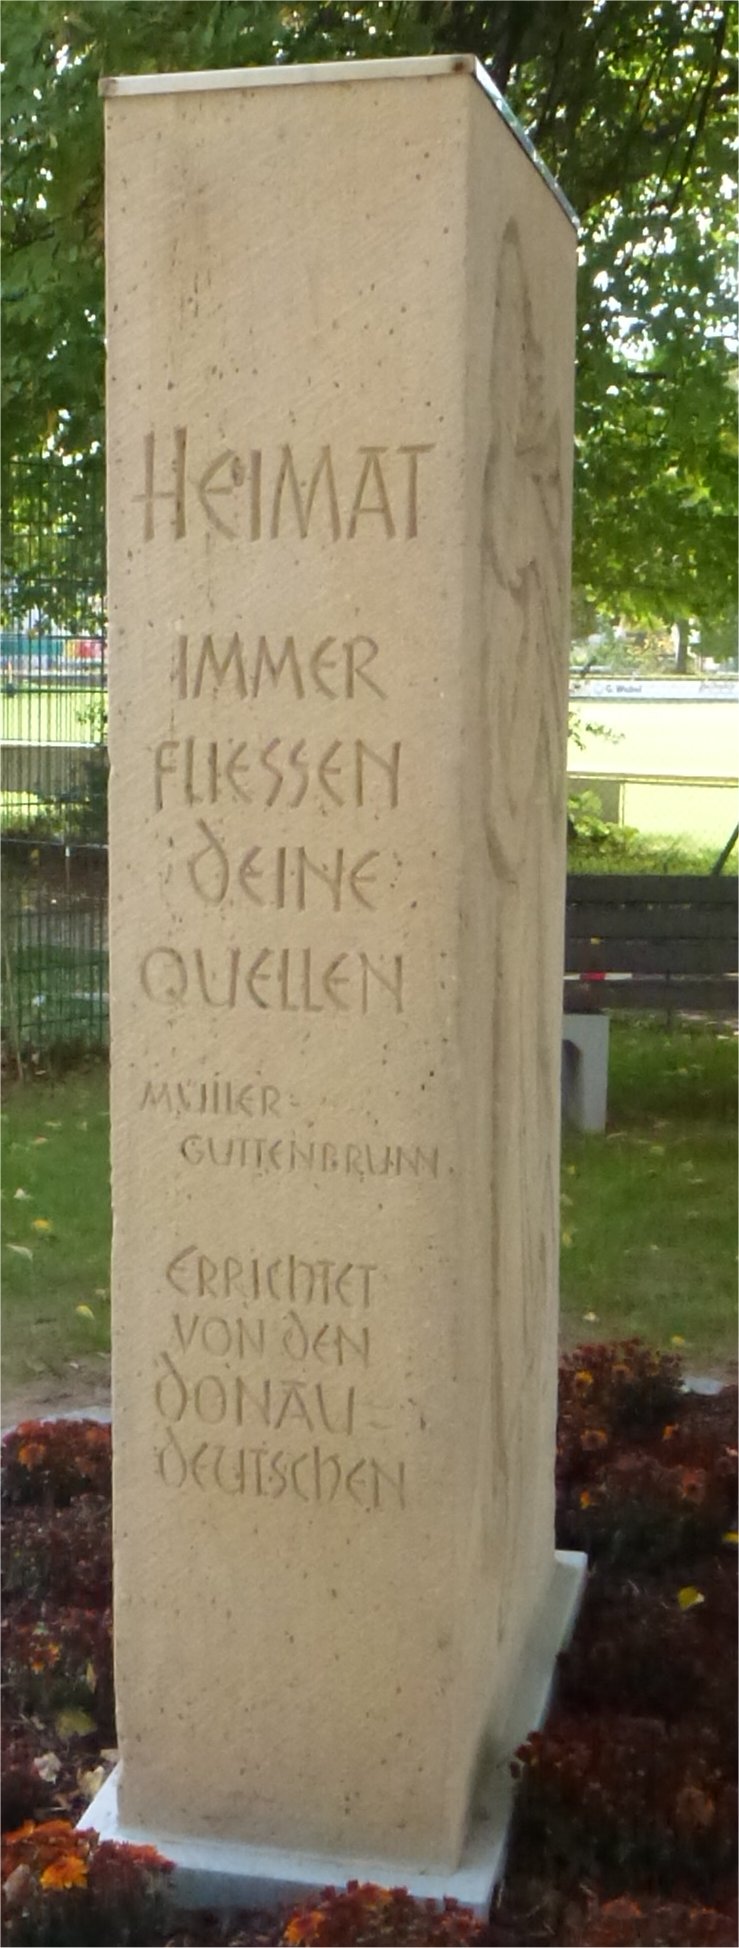 HEIMAT
IMMER
FLIESSEN
DEINE
QUELLEN
MÜLLER-
GUTTENBRUNN.
ERRICHTET
VON DEN
DONAU-
DEUTSCHEN